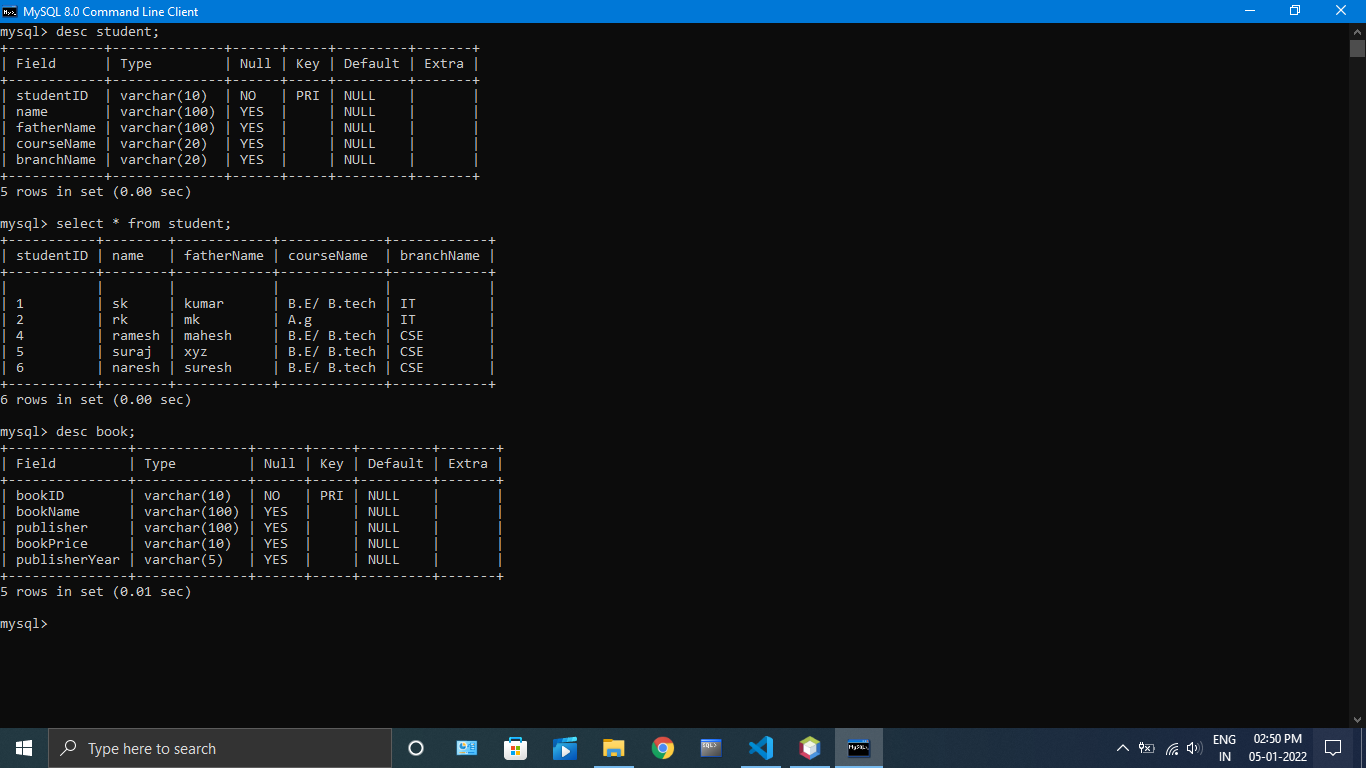 MySQL 8.0 Command Line Client
mysql> desc student;
+------------+--------------+------+-----+---------+-------+
| Field      | Type         | Null | Key | Default | Extra |
+------------+--------------+------+-----+---------+-------+
| studentID  | varchar(10)  | NO   | PRI | NULL    |       |
| name       | varchar(100) | YES  |     | NULL    |       |
| fatherName | varchar(100) | YES  |     | NULL    |       |
| courseName | varchar(20)  | YES  |     | NULL    |       |
| branchName | varchar(20)  | YES  |     | NULL    |       |
+------------+--------------+------+-----+---------+-------+
5 rows in set (0.00 sec)
mysql> select * from student;
+-----------+--------+------------+-------------+------------+
| studentID | name   | fatherName | courseName  | branchName |
+-----------+--------+------------+-------------+------------+
|           |        |            |             |            |
| 1         | sk     | kumar      | B.E/ B.tech | IT         |
| 2         | rk     | mk         | A.g         | IT         |
| 4         | ramesh | mahesh     | B.E/ B.tech | CSE        |
| 5         | suraj  | xyz        | B.E/ B.tech | CSE        |
| 6         | naresh | suresh     | B.E/ B.tech | CSE        |
+-----------+--------+------------+-------------+------------+
6 rows in set (0.00 sec)
mysql> desc book;
+---------------+--------------+------+-----+---------+-------+
| Field         | Type         | Null | Key | Default | Extra |
+---------------+--------------+------+-----+---------+-------+
| bookID        | varchar(10)  | NO   | PRI | NULL    |       |
| bookName      | varchar(100) | YES  |     | NULL    |       |
| publisher     | varchar(100) | YES  |     | NULL    |       |
| bookPrice     | varchar(10)  | YES  |     | NULL    |       |
| publisherYear | varchar(5)   | YES  |     | NULL    |       |
+---------------+--------------+------+-----+---------+-------+
5 rows in set (0.01 sec)
mysql>
Type here to search
SQL>
MySQL
ENG
IN
02:50 PM
05-01-2022